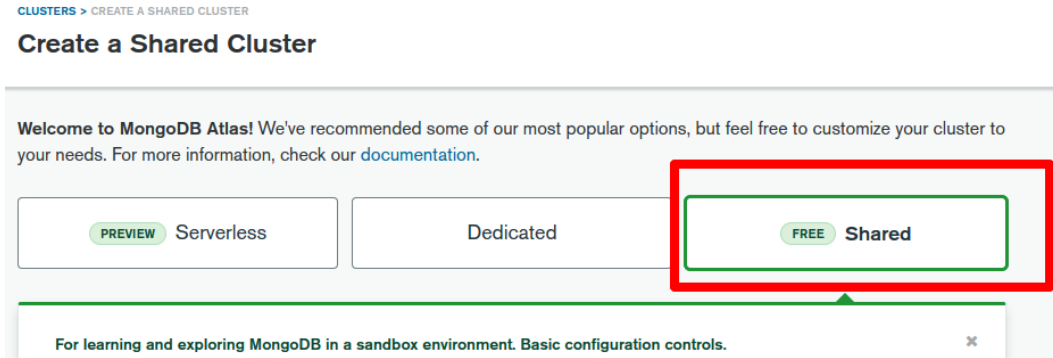 CLUSTERS > CREATE A SHARED CLUSTER
Create a Shared Cluster
Welcome to MongoDB Atlas! We've recommended some of our most popular options, but feel free to customize your cluster to
your needs. For more information, check our documentation.
PREVIEW Serverless
Dedicated
FREE Shared
For learning and exploring MongoDB in a sandbox environment. Basic configuration controls.